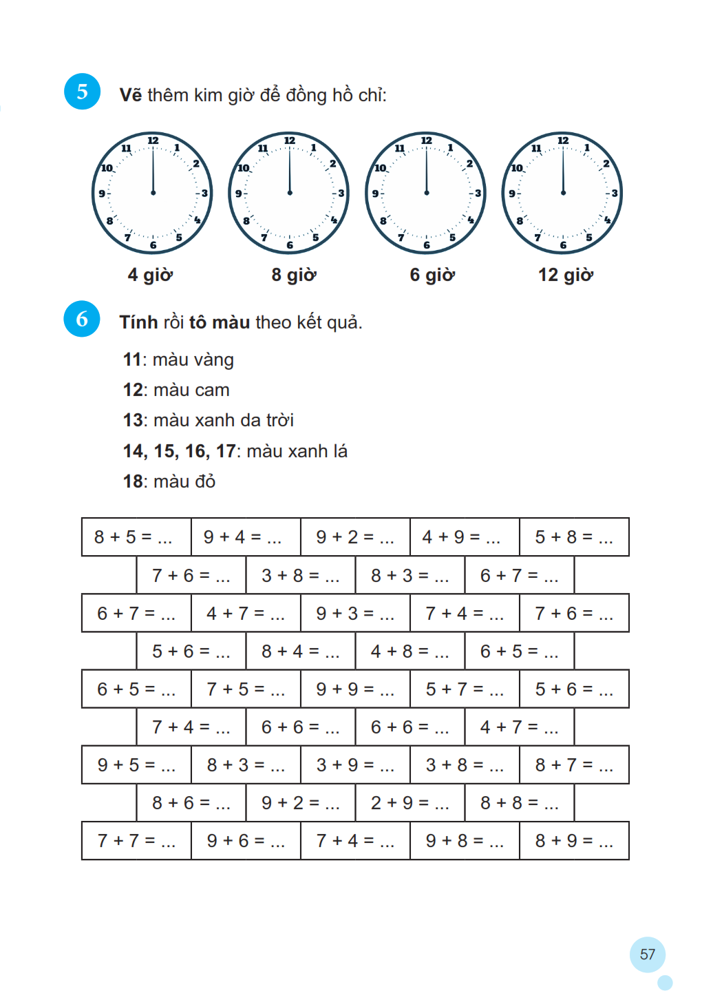 5 Vẽ thêm kim giờ để đồng hồ chỉ:
12 1 2 3 4 5 6 7 8 9 10 11
12 1 2 3 4 5 6 7 8 9 10 11
12 1 2 3 4 5 6 7 8 9 10 11
12 1 2 3 4 5 6 7 8 9 10 11
4 giờ 8 giờ 6 giờ 12 giờ
6 Tính rồi tô màu theo kết quả.
11: màu vàng
12: màu cam
13: màu xanh da trời
14, 15, 16, 17: màu xanh lá
18: màu đỏ
8 + 5 = ... 9 + 4 = ... 9 + 2 = ... 4 + 9 = ... 5 + 8 = ...
7 + 6 = ... 3 + 8 = ... 8 + 3 = ... 6 + 7 = ...
6 + 7 = ... 4 + 7 = ... 9 + 3 = ... 7 + 4 = ... 7 + 6 = ...
5 + 6 = ... 8 + 4 = ... 4 + 8 = ... 6 + 5 = ...
6 + 5 = ... 7 + 5 = ... 9 + 9 = ... 5 + 7 = ... 5 + 6 = ...
7 + 4 = ... 6 + 6 = ... 6 + 6 = ... 4 + 7 = ...
9 + 5 = ... 8 + 3 = ... 3 + 9 = ... 3 + 8 = ... 8 + 7 = ...
8 + 6 = ... 9 + 2 = ... 2 + 9 = ... 8 + 8 = ...
7 + 7 = ... 9 + 6 = ... 7 + 4 = ... 9 + 8 = ... 8 + 9 = ...
57